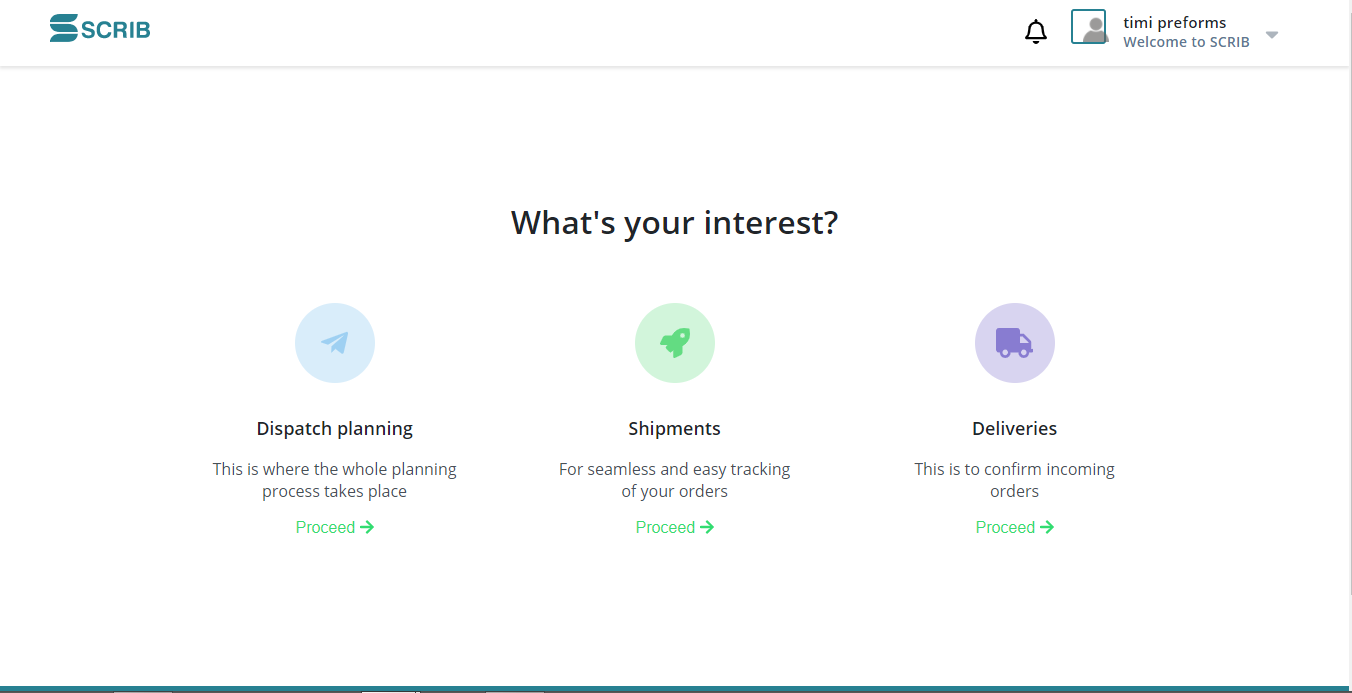 SCRIB
timi preforms
Welcome to SCRIB
What's your interest?
Dispatch planning
This is where the whole planning
process takes place
Proceed
Shipments
For seamless and easy tracking
of your orders
Proceed
Deliveries
This is to confirm incoming
orders
Proceed